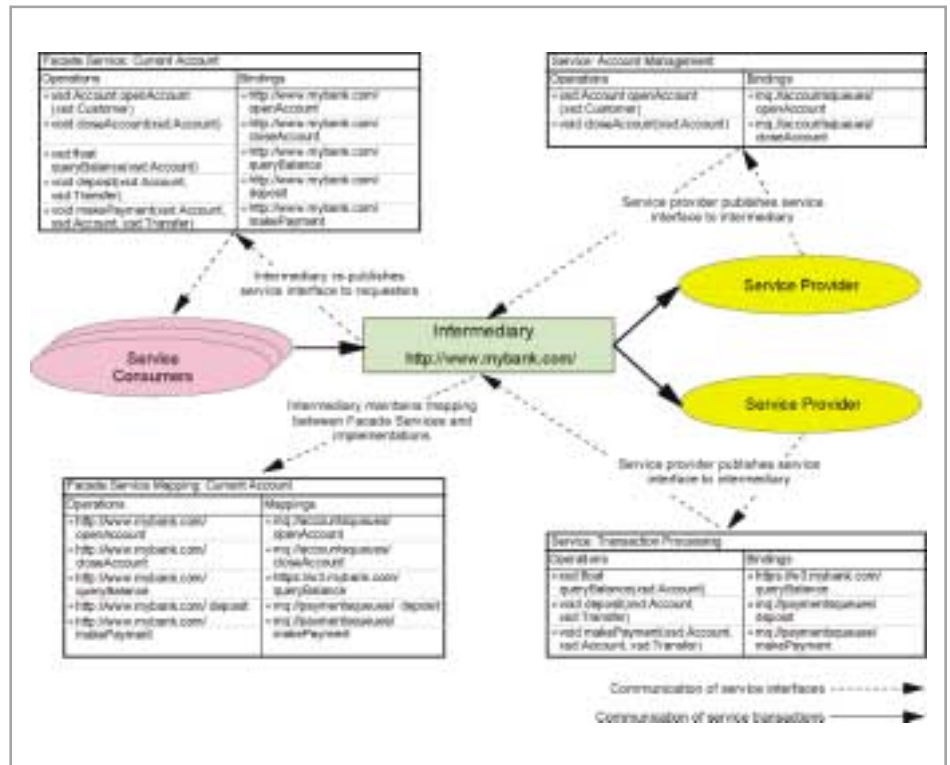 Facade Service: Current Account
Operations
Bindings
• xsd:Account openAccount
(xsd:Customer)
• http://www.mybank.com/
openAccount
• void closeAccount(xsd:Account)
• http://www.mybank.com/
closeAccount
• xsd:float
queryBalance(xsd:Account)
• http://www.mybank.com/
queryBalance
• void deposit(xsd:Account,
xsd:Transfer)
• http://www.mybank.com/
deposit
• void makePayment(xsd:Account,
xsd:Account, xsd:Transfer)
• http://www.mybank.com/
makePayment
Service: Account Management
Operations
Bindings
• xsd:Account openAccount
(xsd:Customer)
• mq://accountsqueues/
openAccount
• void closeAccount(xsd:Account)
• mq://accountsqueues/
closeAccount
Service provider publishes service
interface to intermediary
Intermediary re-publishes
service interface to requesters
Service Provider
Service
Consumers
Intermediary
http://www.mybank.com/
Service Provider
Intermediary maintains mapping
between Facade Services and
implementations
Service provider publishes service
interface to intermediary
Facade Service Mapping: Current Account
Operations
Mappings
• http://www.mybank.com/
openAccount
• mq://accountsqueues/
openAccount
• http://www.mybank.com/
closeAccount
• mq://accountsqueues/
closeAccount
• http://www.mybank.com/
queryBalance
• https://v3.mybank.com/
queryBalance
• http://www.mybank.com/ deposit
• mq://paymentsqueues/ deposit
• http://www.mybank.com/
makePayment
• mq://paymentsqueues/
makePayment
Service: Transaction Processing
Operations
Bindings
• xsd:float
queryBalance(xsd:Account)
• https://v3.mybank.com/
queryBalance
• void deposit(xsd:Account,
xsd:Transfer)
• mq://paymentsqueues/
deposit
• void makePayment(xsd:Account,
xsd:Account, xsd:Transfer)
• mq://paymentsqueues/
makePayment
Communication of service interfaces
Communication of service transactions